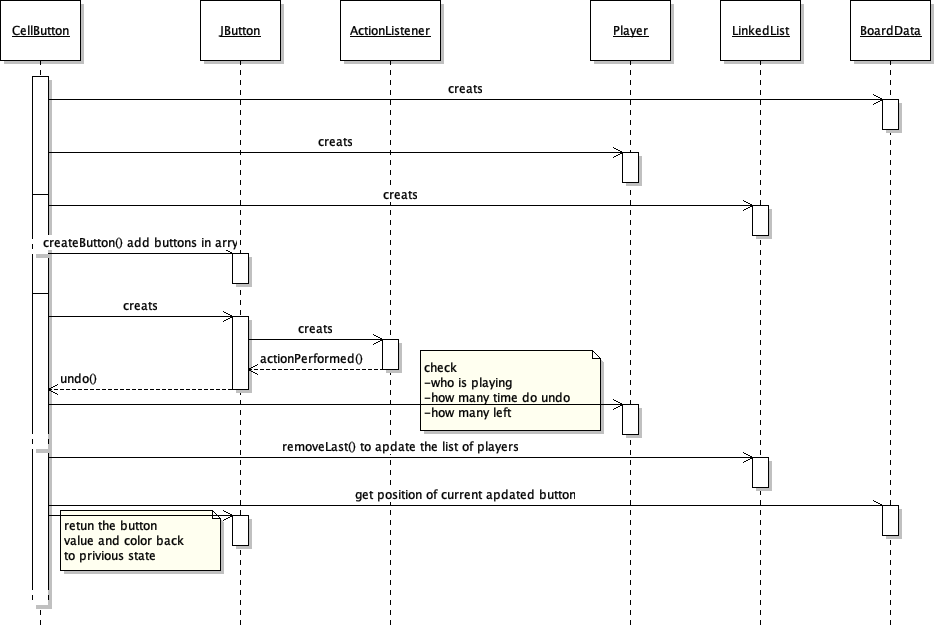 CellButton
JButton
ActionListener
Player
LinkedList
BoardData
creats
creats
creats
createButton() add buttons in arry
creats
creats
actionPerformed()
undo()
check
-who is playing
-how many time do undo
-how many left
removeLast() to apdate the list of players
get position of current apdated button
retun the button
value and color back
to privious state